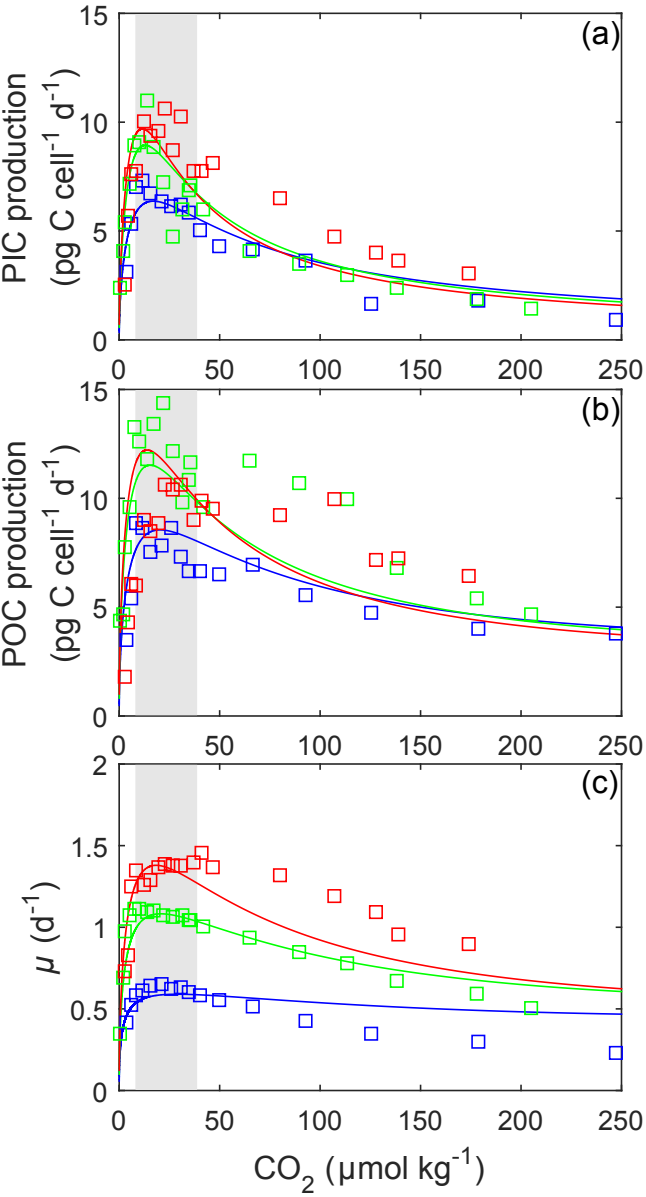 (a)
15
10
5
0
PIC production
(pg C cell⁻¹ d⁻¹)
0 50 100 150 200 250
(b)
15
10
5
0
POC production
(pg C cell⁻¹ d⁻¹)
0 50 100 150 200 250
(c)
2
1.5
1
0.5
0
μ (d⁻¹)
0 50 100 150 200 250
CO₂ (μmol kg⁻¹)